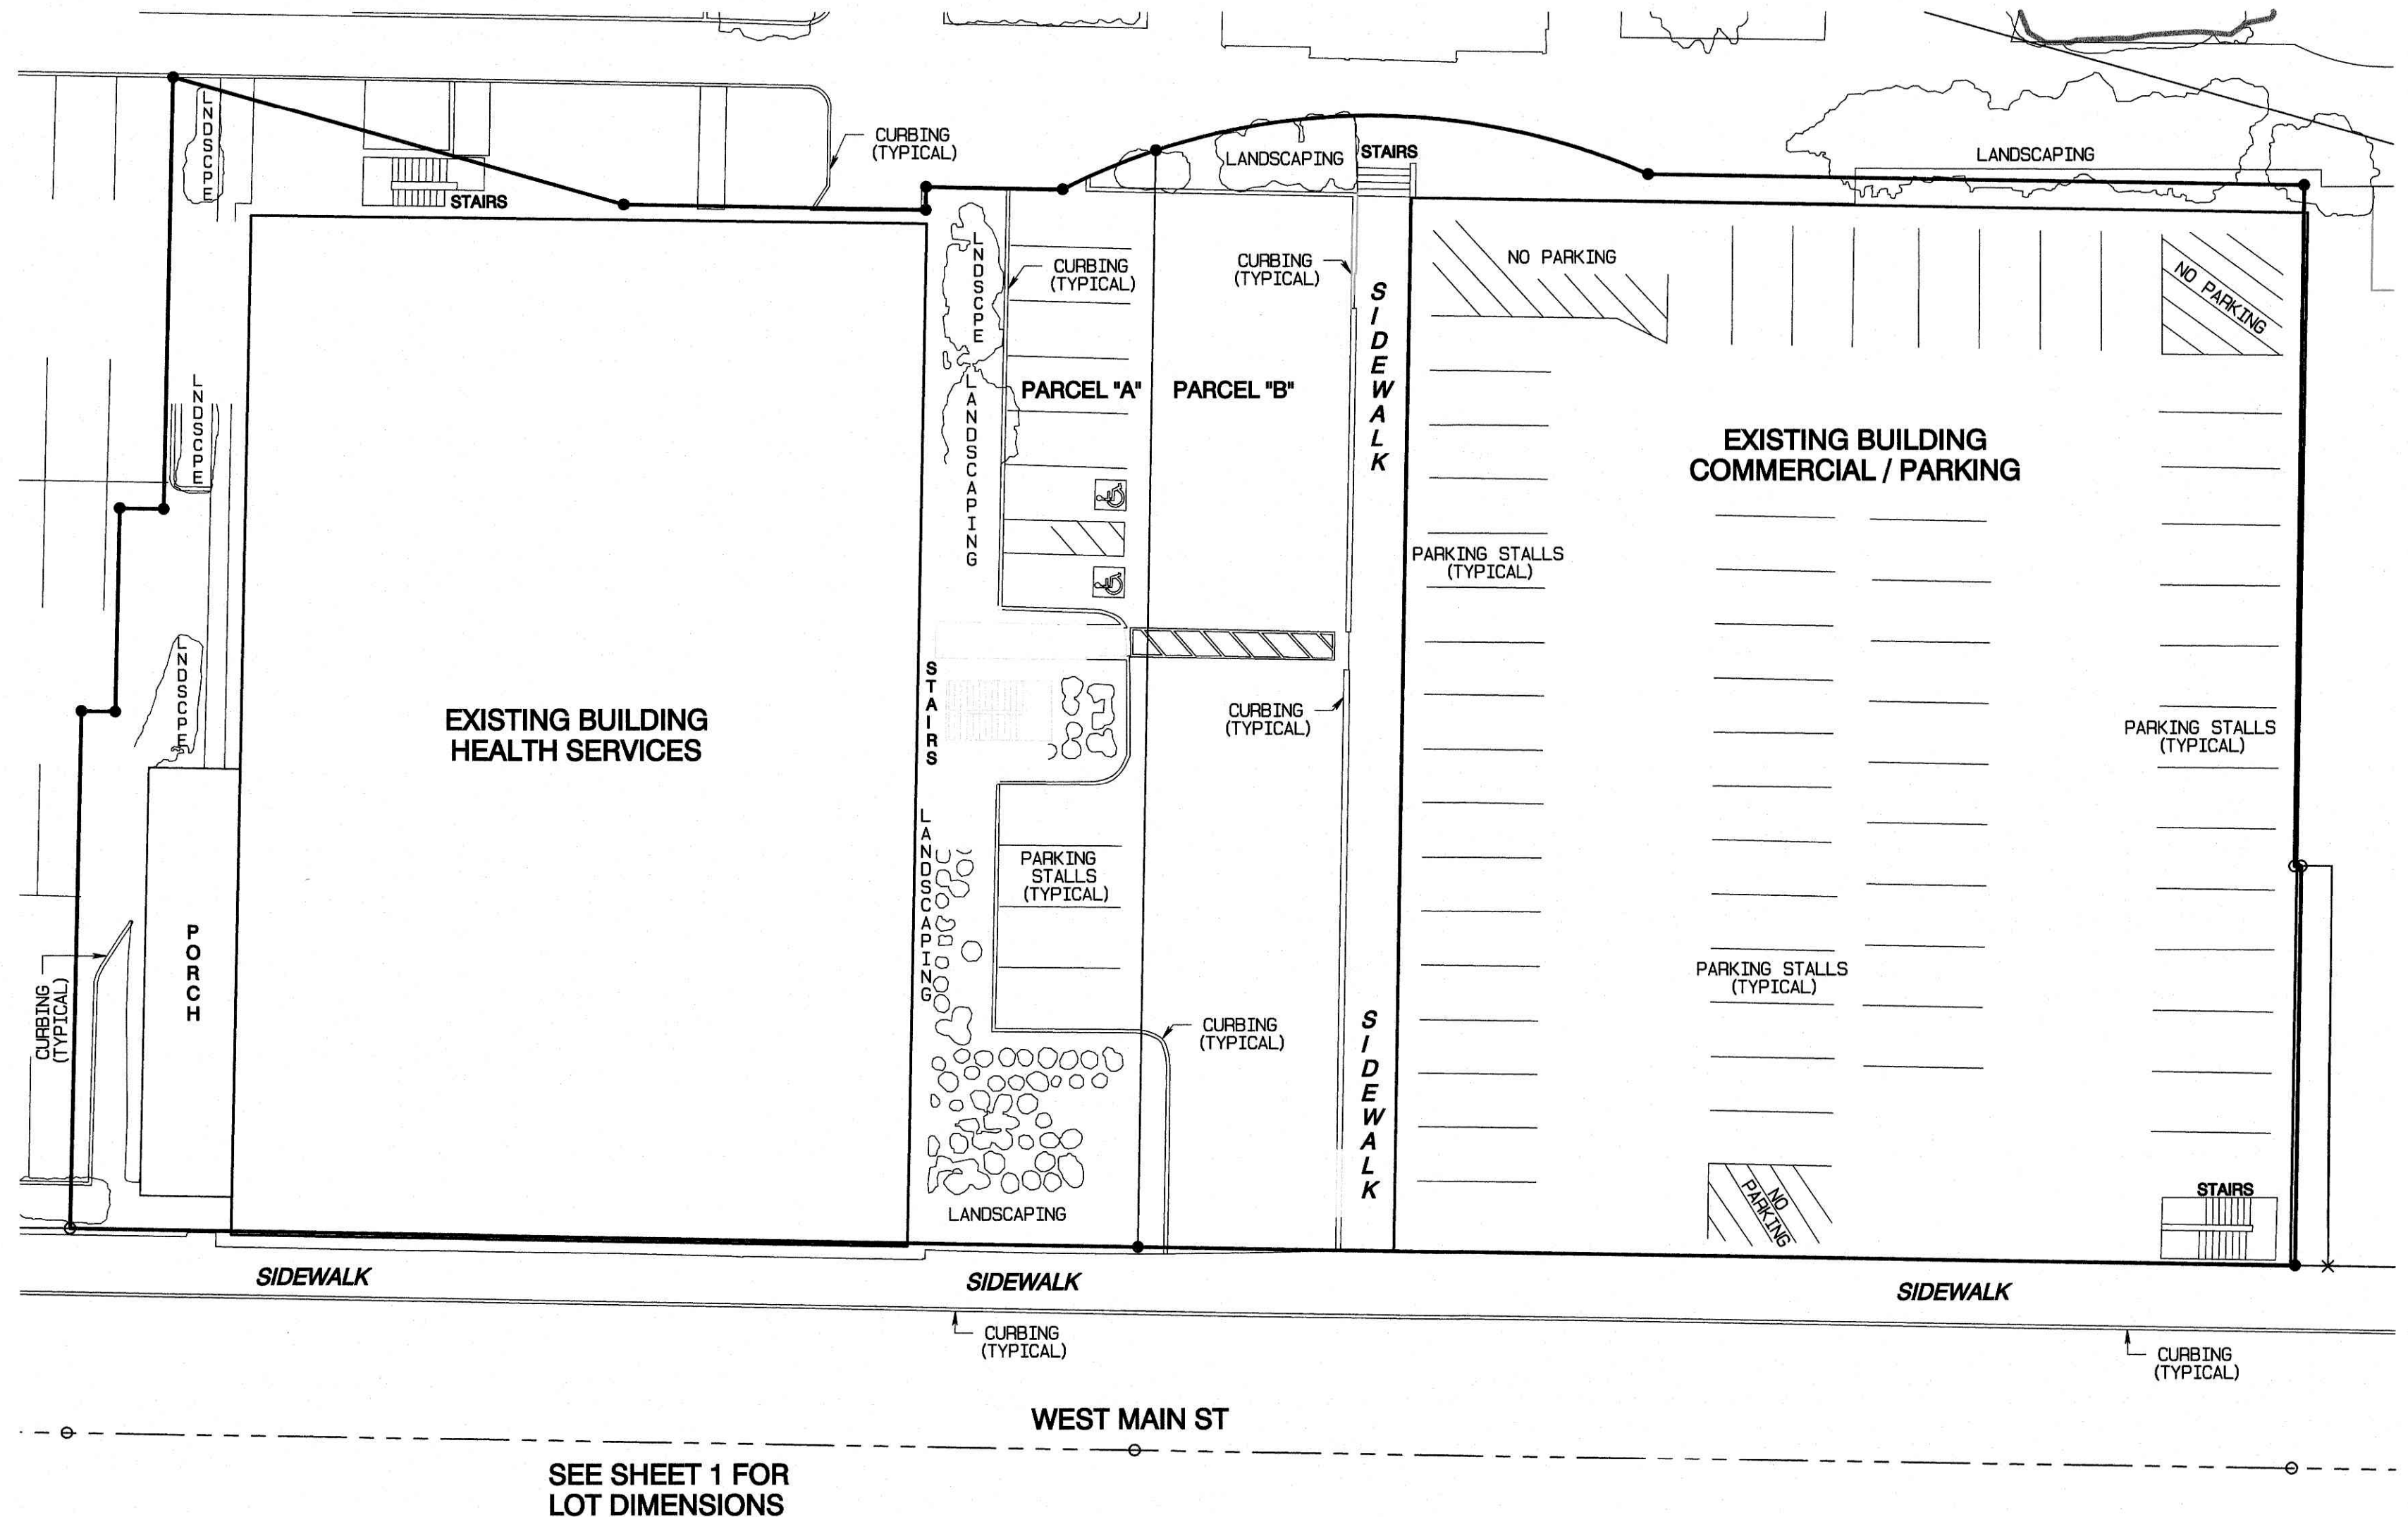 LNDSCPE
CURBING
(TYPICAL)
STAIRS
LANDSCAPING
STAIRS
LANDSCAPING
LNDSCPE
CURBING
(TYPICAL)
CURBING
(TYPICAL)
SIDEWALK
NO PARKING
NO PARKING
LNDSCPE
LANDSCAPING
PARCEL "A"
PARCEL "B"
EXISTING BUILDING
COMMERCIAL / PARKING
PARKING STALLS
(TYPICAL)
LNDSCPE
EXISTING BUILDING
HEALTH SERVICES
STAIRS
CURBING
(TYPICAL)
PARKING STALLS
(TYPICAL)
LANDSCAPING
PARKING
STALLS
(TYPICAL)
PORCH
CURBING
(TYPICAL)
PARKING STALLS
(TYPICAL)
CURBING
(TYPICAL)
SIDEWALK
NO
PARKING
STAIRS
LANDSCAPING
SIDEWALK
SIDEWALK
SIDEWALK
CURBING
(TYPICAL)
CURBING
(TYPICAL)
WEST MAIN ST
SEE SHEET 1 FOR
LOT DIMENSIONS